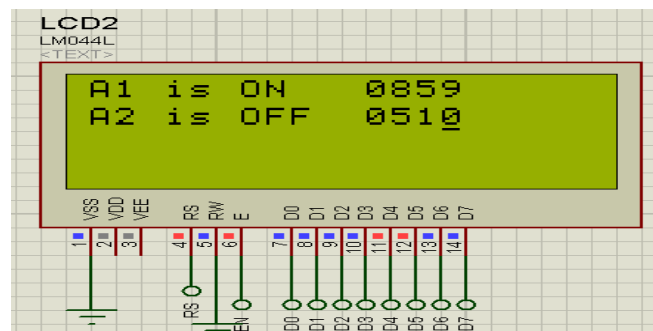 LCD2
LM044L
<TEXT>
A1 is ON 0859
A2 is OFF 0510
VSS VDD VEE RS RW E D0 D1 D2 D3 D4 D5 D6 D7
1 2 3 4 5 6 7 8 9 10 11 12 13 14
RS EN D0 D1 D2 D3 D4 D5 D6 D7